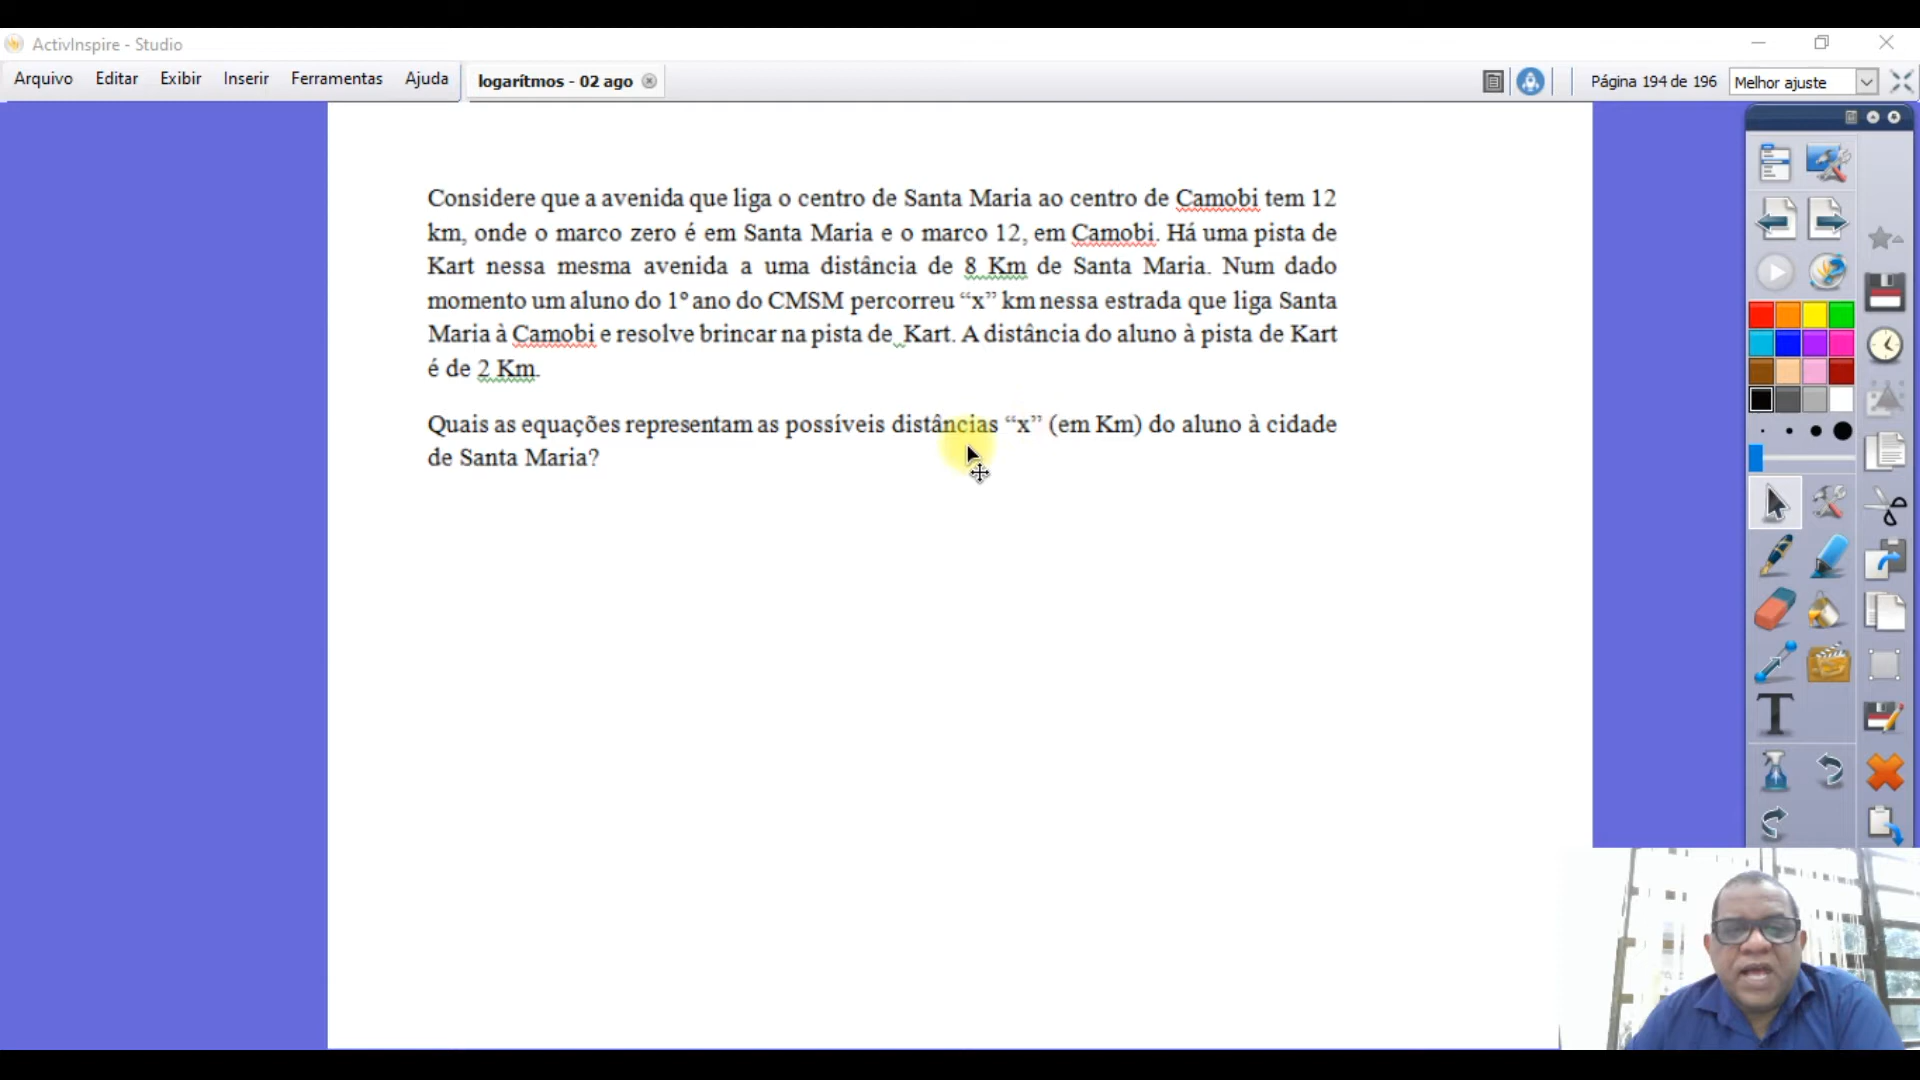 ActivInspire - Studio
Arquivo Editar Exibir Inserir Ferramentas Ajuda logarítmos - 02 ago Página 194 de 196 Melhor ajuste
Considere que a avenida que liga o centro de Santa Maria ao centro de Camobi tem 12
km, onde o marco zero é em Santa Maria e o marco 12, em Camobi. Há uma pista de
Kart nessa mesma avenida a uma distância de 8 Km de Santa Maria. Num dado
momento um aluno do 1º ano do CMSM percorreu “x” km nessa estrada que liga Santa
Maria à Camobi e resolve brincar na pista de Kart. A distância do aluno à pista de Kart
é de 2 Km.
Quais as equações representam as possíveis distâncias “x” (em Km) do aluno à cidade
de Santa Maria?